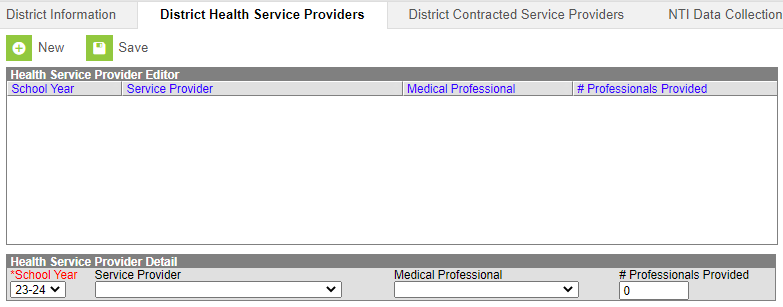 District Information District Health Service Providers District Contracted Service Providers NTI Data Collection
New Save
Health Service Provider Editor
School Year Service Provider Medical Professional # Professionals Provided
Health Service Provider Detail
*School Year Service Provider Medical Professional # Professionals Provided
23-24 0